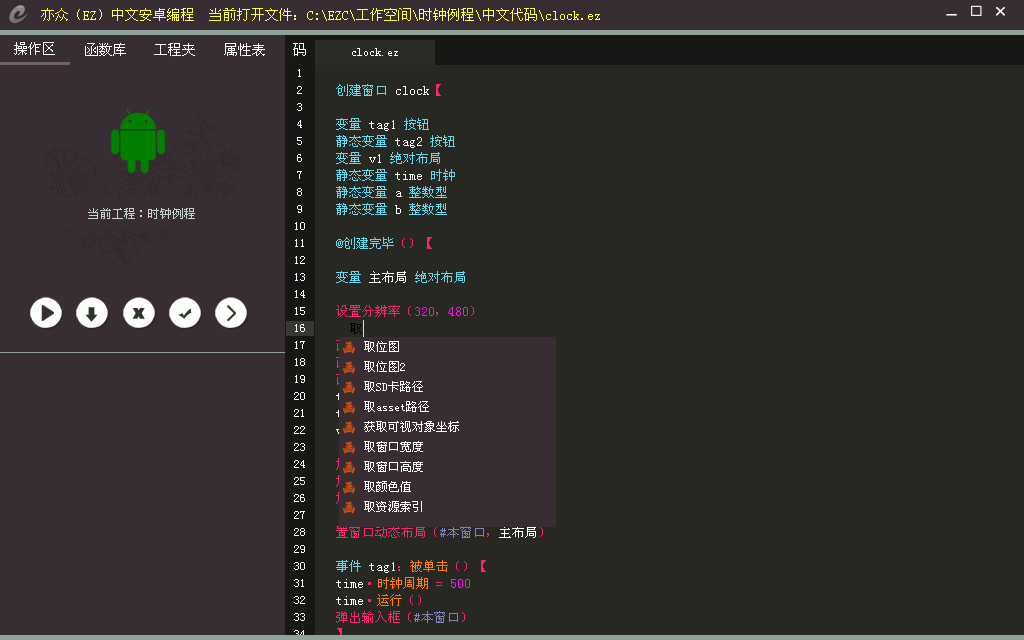 亦众（EZ）中文安卓编程 当前打开文件：C:\EZC\工作空间\时钟例程\中文代码\clock.ez
操作区 函数库 工程夹 属性表 码 clock.ez
当前工程：时钟例程
1
2 创建窗口 clock【
3
4 变量 tag1 按钮
5 静态变量 tag2 按钮
6 变量 v1 绝对布局
7 静态变量 time 时钟
8 静态变量 a 整数型
9 静态变量 b 整数型
10
11 @创建完毕（）【
12
13 变量 主布局 绝对布局
14
15 设置分辨率（320，480）
16 取
17 取位图
18 取位图2
19 取SD卡路径
20 取asset路径
21 获取可视对象坐标
22 取窗口宽度
23 取窗口高度
24 取颜色值
25 取资源索引
26
27
28 置窗口动态布局（#本窗口，主布局）
29
30 事件 tag1：被单击（）【
31 time·时钟周期 = 500
32 time·运行（）
33 弹出输入框（#本窗口）
34 】